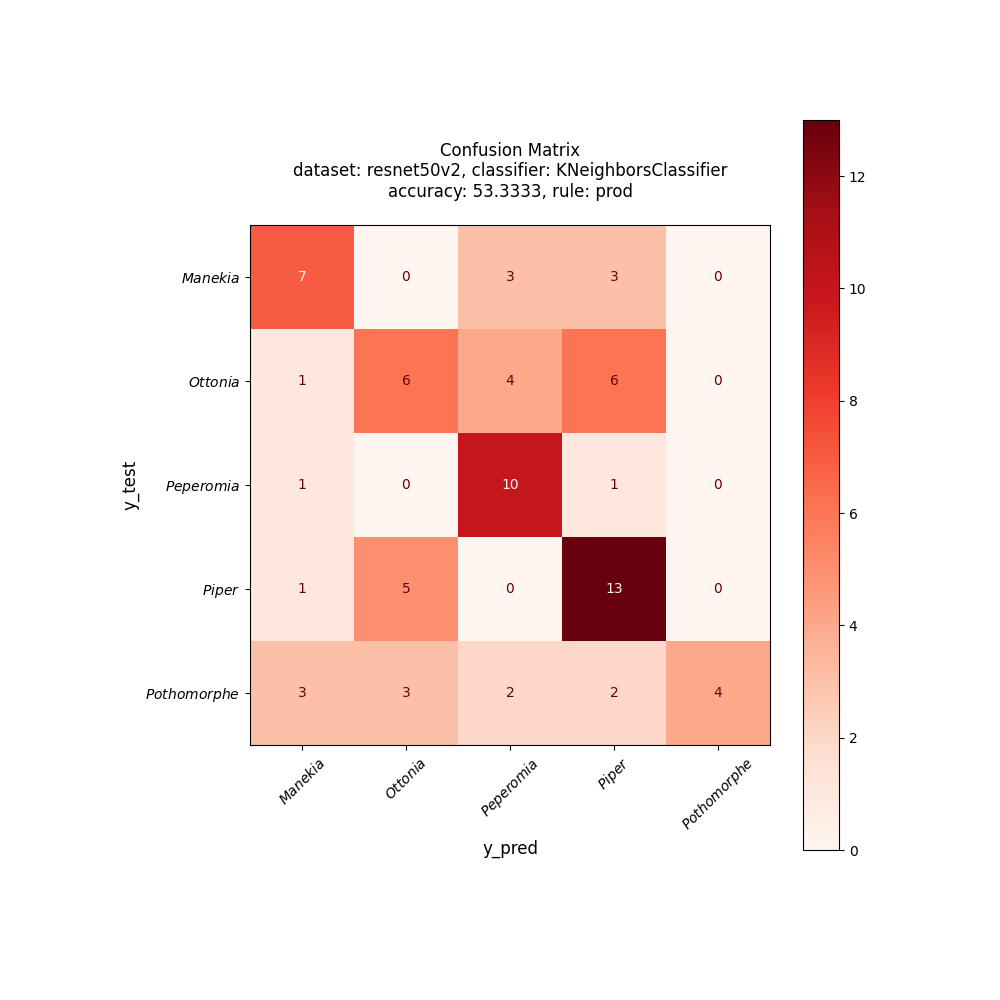 Confusion Matrix
dataset: resnet50v2, classifier: KNeighborsClassifier
accuracy: 53.3333, rule: prod
y_test
Manekia 7 0 3 3 0
Ottonia 1 6 4 6 0
Peperomia 1 0 10 1 0
Piper 1 5 0 13 0
Pothomorphe 3 3 2 2 4
Manekia Ottonia Peperomia Piper Pothomorphe
y_pred
12
10
8
6
4
2
0